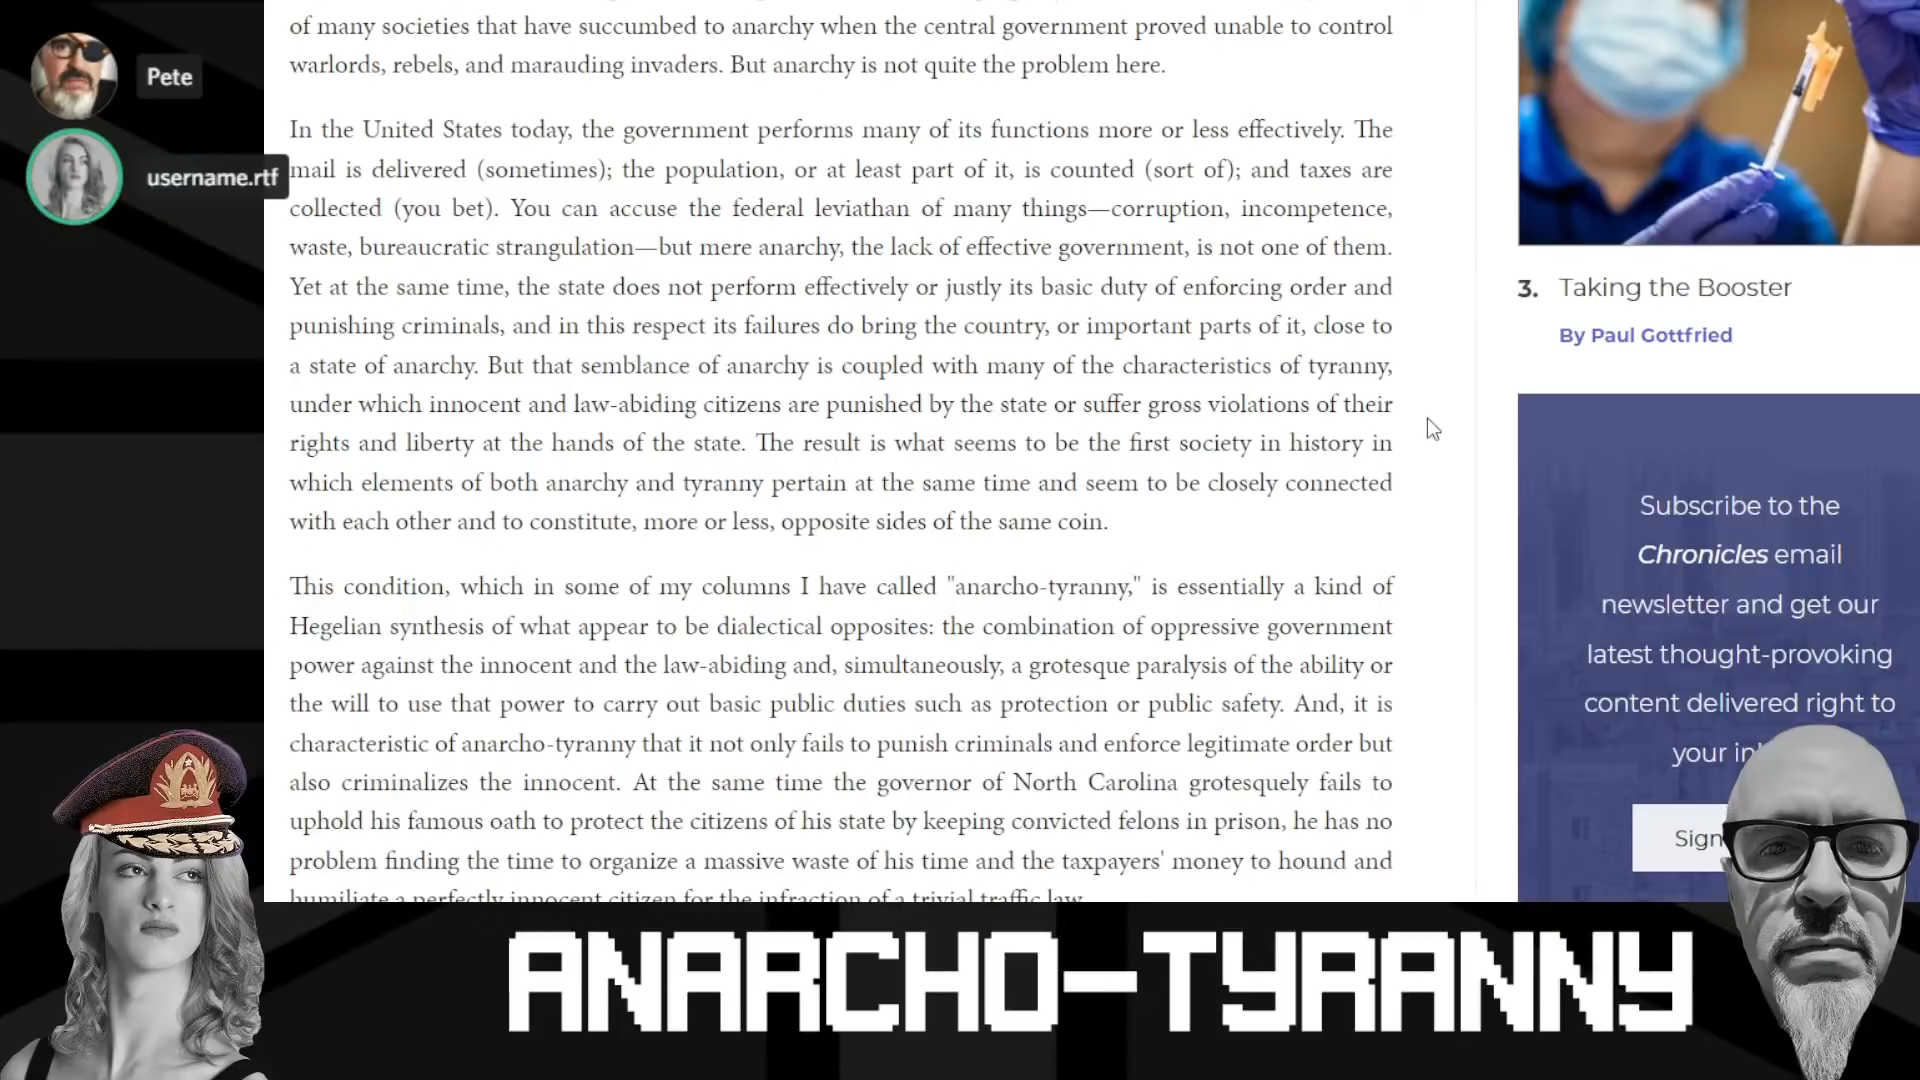 Pete
username.rtf
of many societies that have succumbed to anarchy when the central government proved unable to control
warlords, rebels, and marauding invaders. But anarchy is not quite the problem here.
In the United States today, the government performs many of its functions more or less effectively. The
mail is delivered (sometimes); the population, or at least part of it, is counted (sort of); and taxes are
collected (you bet). You can accuse the federal leviathan of many things—corruption, incompetence,
waste, bureaucratic strangulation—but mere anarchy, the lack of effective government, is not one of them.
Yet at the same time, the state does not perform effectively or justly its basic duty of enforcing order and
punishing criminals, and in this respect its failures do bring the country, or important parts of it, close to
a state of anarchy. But that semblance of anarchy is coupled with many of the characteristics of tyranny,
under which innocent and law-abiding citizens are punished by the state or suffer gross violations of their
rights and liberty at the hands of the state. The result is what seems to be the first society in history in
which elements of both anarchy and tyranny pertain at the same time and seem to be closely connected
with each other and to constitute, more or less, opposite sides of the same coin.
This condition, which in some of my columns I have called "anarcho-tyranny," is essentially a kind of
Hegelian synthesis of what appear to be dialectical opposites: the combination of oppressive government
power against the innocent and the law-abiding and, simultaneously, a grotesque paralysis of the ability or
the will to use that power to carry out basic public duties such as protection or public safety. And, it is
characteristic of anarcho-tyranny that it not only fails to punish criminals and enforce legitimate order but
also criminalizes the innocent. At the same time the governor of North Carolina grotesquely fails to
uphold his famous oath to protect the citizens of his state by keeping convicted felons in prison, he has no
problem finding the time to organize a massive waste of his time and the taxpayers' money to hound and
humiliate a perfectly innocent citizen for the infraction of a trivial traffic law.
3. Taking the Booster
By Paul Gottfried
Subscribe to the
Chronicles email
newsletter and get our
latest thought-provoking
content delivered right to
your in
Sign
ANARCHO-TYRANNY